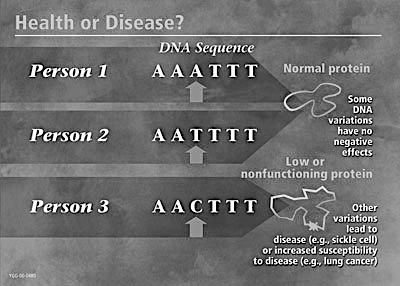 Health or Disease?
DNA Sequence
Person 1 A A A T T T
Normal protein
Some
DNA
variations
have no
negative
effects
Person 2 A A T T T T
Low or
nonfunctioning protein
Person 3 A A C T T T
Other
variations
lead to
disease (e.g., sickle cell)
or increased susceptibility
to disease (e.g., lung cancer)